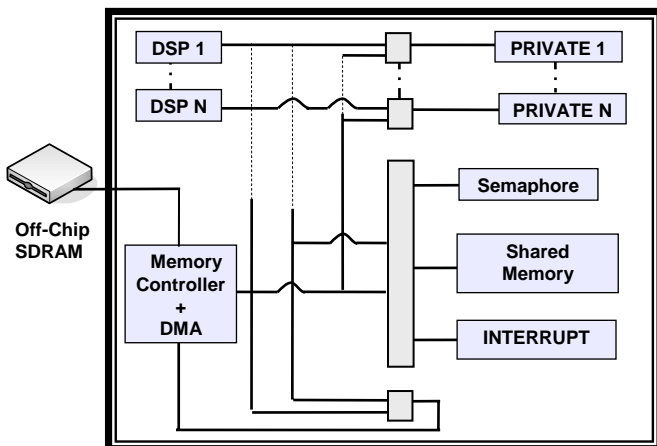 DSP 1
PRIVATE 1
DSP N
PRIVATE N
Semaphore
Off-Chip
SDRAM
Memory
Controller
+
DMA
Shared
Memory
INTERRUPT